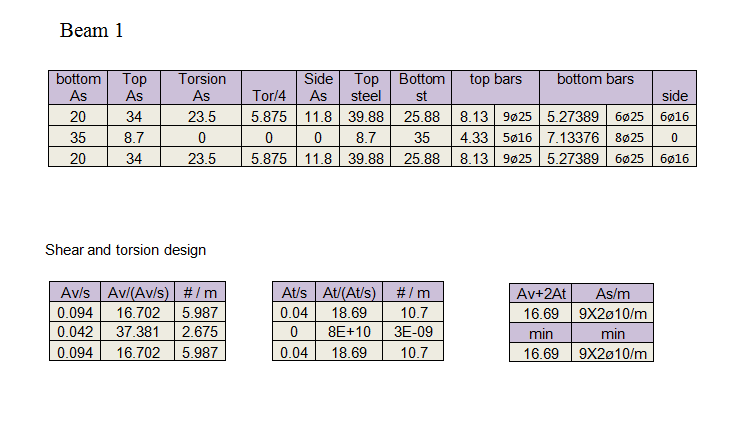 Beam 1
bottom As Top As Torsion As Tor/4 Side As Top steel Bottom st top bars bottom bars side
20 34 23.5 5.875 11.8 39.88 25.88 8.13 9ø25 5.27389 6ø25 6ø16
35 8.7 0 0 0 8.7 35 4.33 5ø16 7.13376 8ø25 0
20 34 23.5 5.875 11.8 39.88 25.88 8.13 9ø25 5.27389 6ø25 6ø16
Shear and torsion design
Av/s Av/(Av/s) # / m
0.094 16.702 5.987
0.042 37.381 2.675
0.094 16.702 5.987
At/s At/(At/s) # / m
0.04 18.69 10.7
0 8E+10 3E-09
0.04 18.69 10.7
Av+2At As/m
16.69 9X2ø10/m
min min
16.69 9X2ø10/m